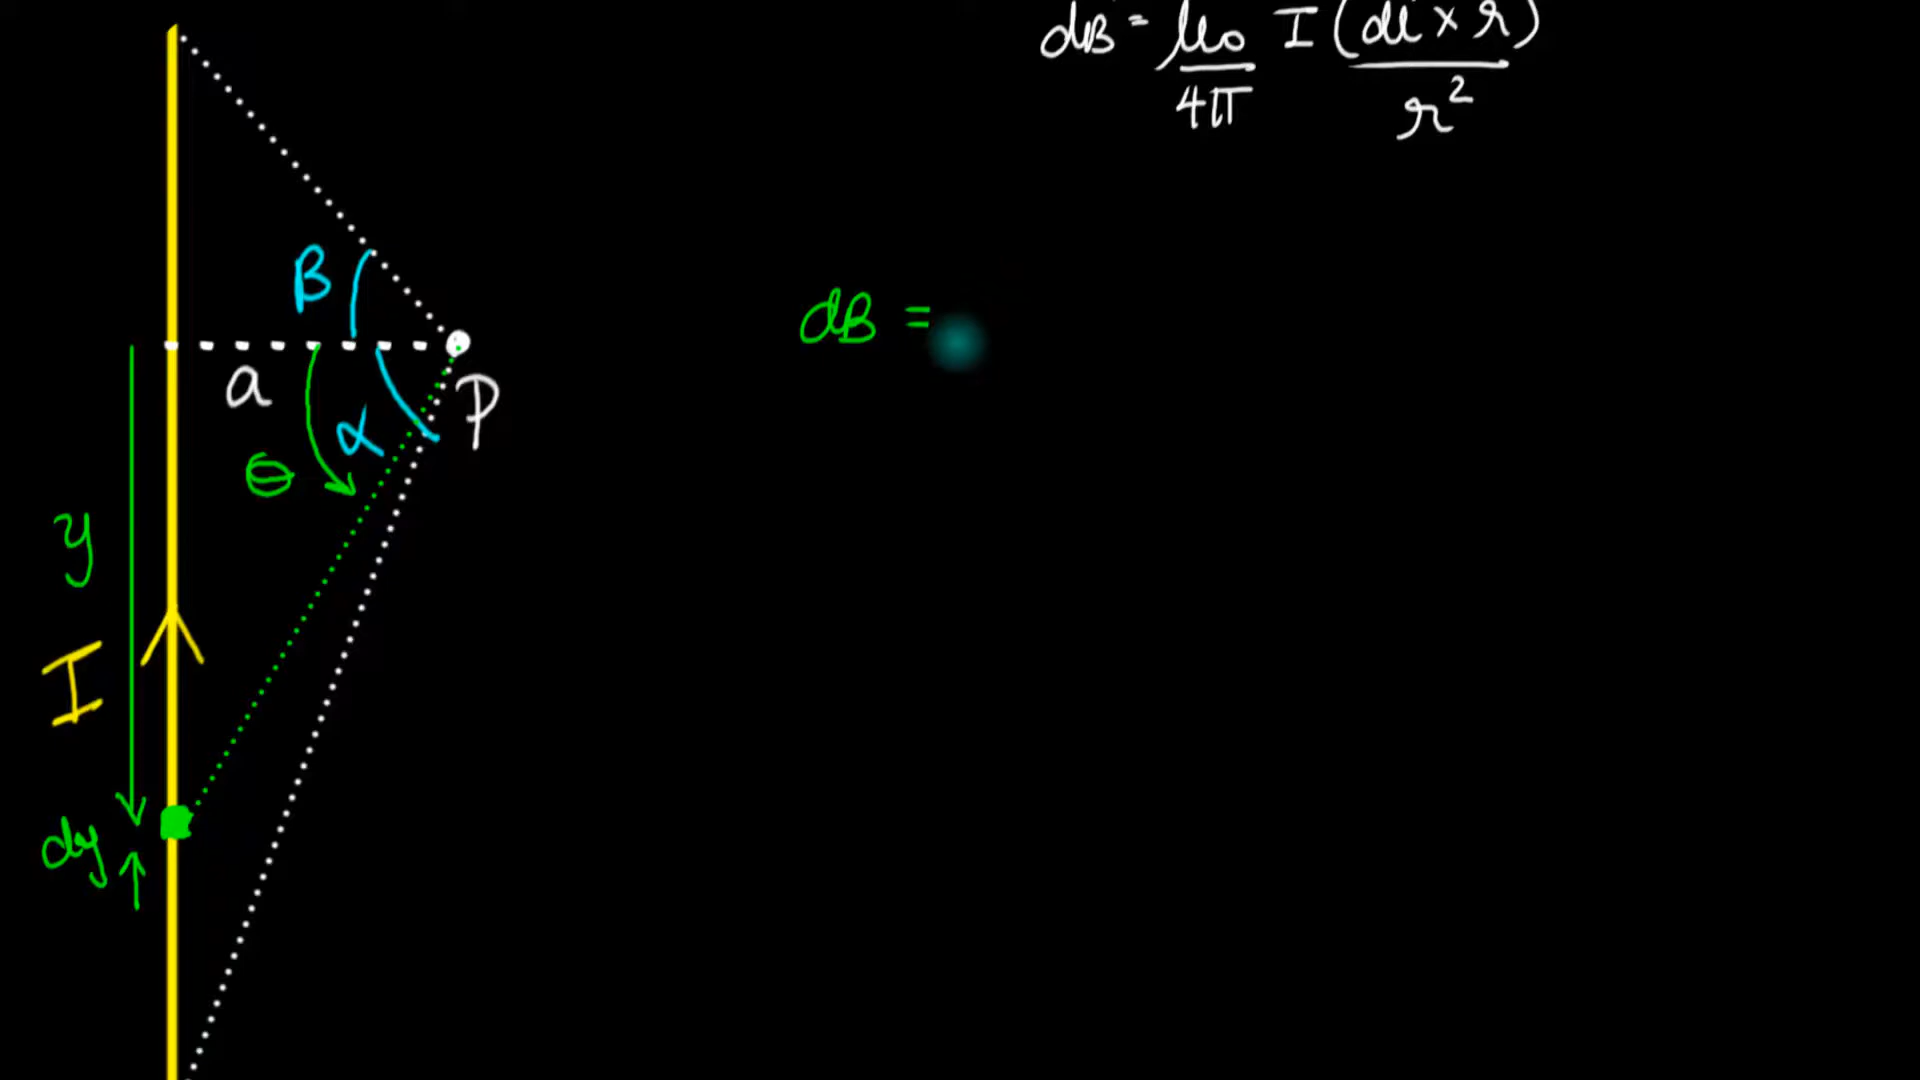 dB = μ₀ I (dl × r)
4π r²
β
dB =
a
P
α
θ
y
I
dy